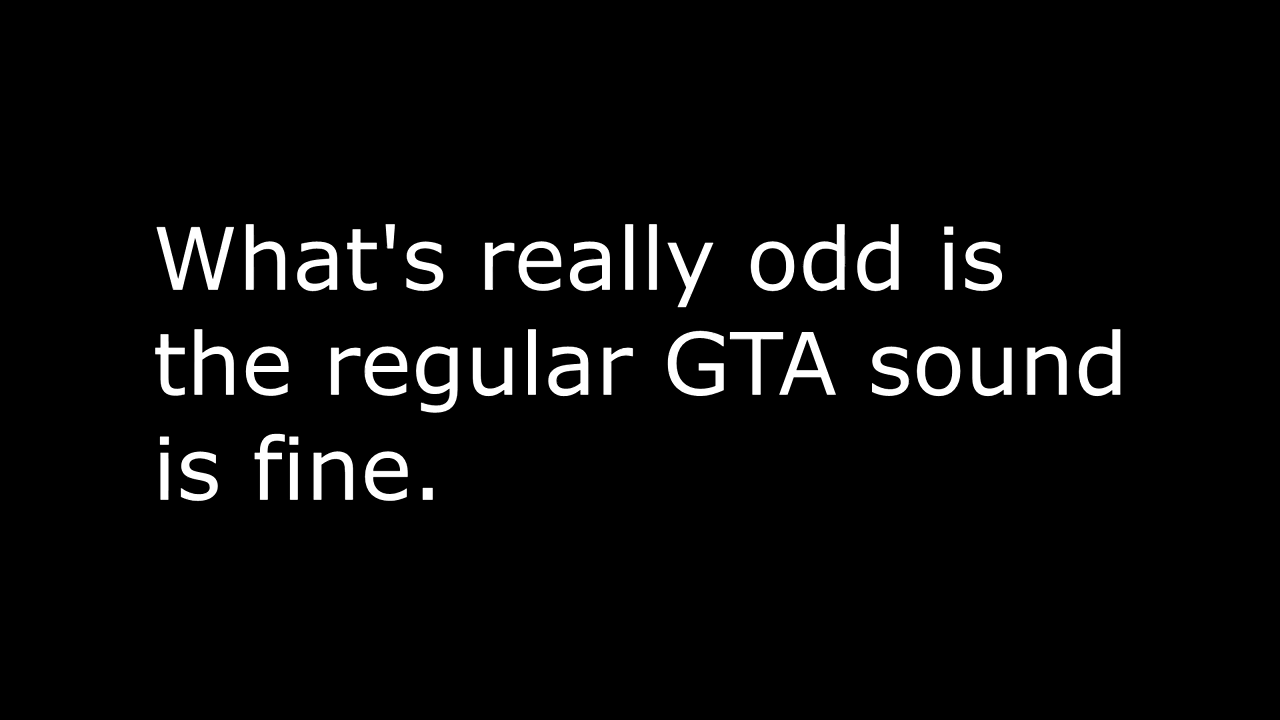 What's really odd is
the regular GTA sound
is fine.